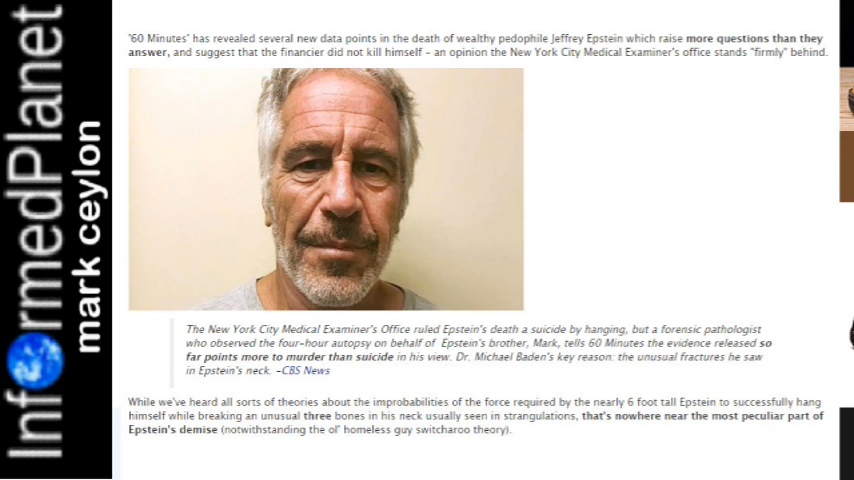 InformedPlanet
mark ceylon
'60 Minutes' has revealed several new data points in the death of wealthy pedophile Jeffrey Epstein which raise more questions than they
answer, and suggest that the financier did not kill himself - an opinion the New York City Medical Examiner's office stands "firmly" behind.
The New York City Medical Examiner's Office ruled Epstein's death a suicide by hanging, but a forensic pathologist
who observed the four-hour autopsy on behalf of Epstein's brother, Mark, tells 60 Minutes the evidence released so
far points more to murder than suicide in his view. Dr. Michael Baden's key reason: the unusual fractures he saw
in Epstein's neck. -CBS News
While we've heard all sorts of theories about the improbabilities of the force required by the nearly 6 foot tall Epstein to successfully hang
himself while breaking an unusual three bones in his neck usually seen in strangulations, that's nowhere near the most peculiar part of
Epstein's demise (notwithstanding the ol' homeless guy switcharoo theory).